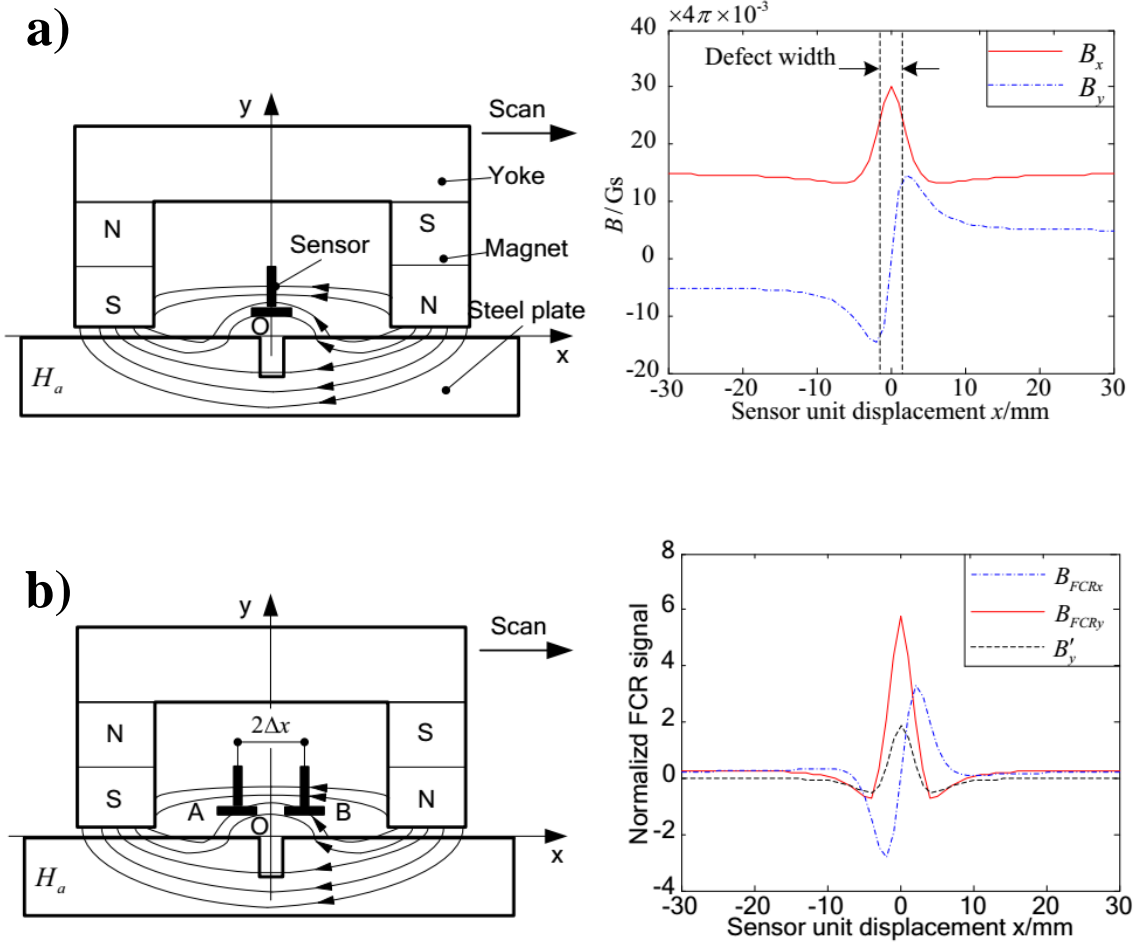 a)
y
Scan
Yoke
N
S
Magnet
Sensor
S
N
Steel plate
O
x
H_a
×4π×10⁻³
40
30
20
10
0
-10
-20
B / Gs
Defect width
B_x
B_y
-30
-20
-10
0
10
20
30
Sensor unit displacement x/mm
b)
y
Scan
2Δx
N
S
S
N
A
B
O
x
H_a
8
6
4
2
0
-2
-4
Normalizd FCR signal
B_FCRx
B_FCRy
B′_y
-30
-20
-10
0
10
20
30
Sensor unit displacement x/mm